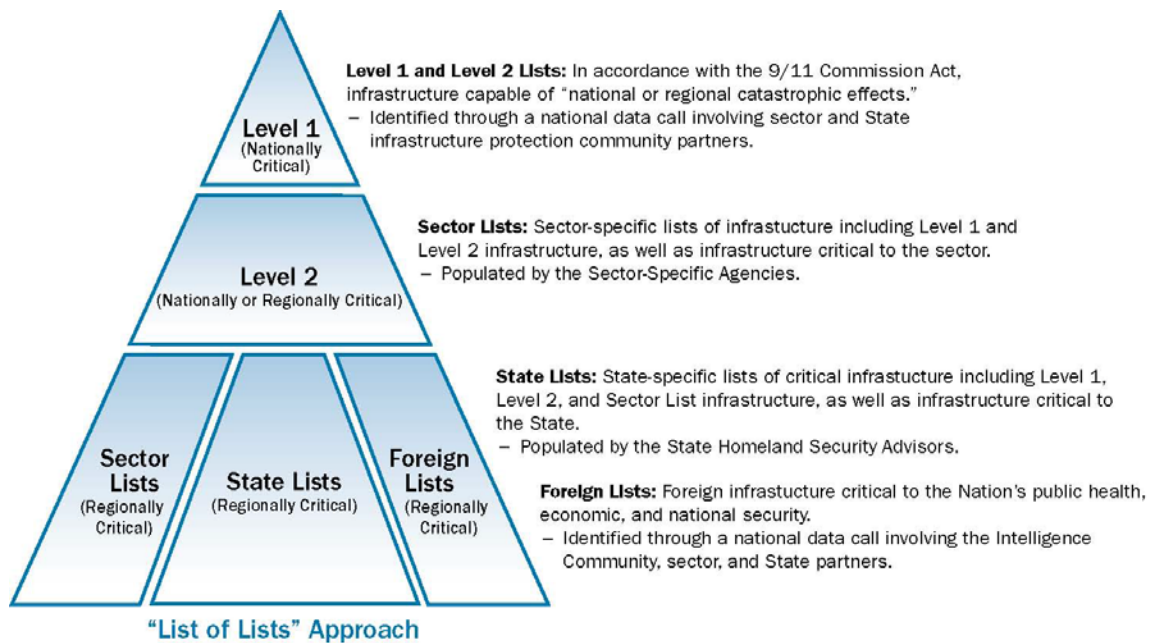 Level 1 and Level 2 Lists: In accordance with the 9/11 Commission Act,
infrastructure capable of “national or regional catastrophic effects.”
– Identified through a national data call involving sector and State
infrastructure protection community partners.
Level 1
(Nationally
Critical)
Sector Lists: Sector-specific lists of infrastucture including Level 1 and
Level 2 infrastructure, as well as infrastructure critical to the sector.
– Populated by the Sector-Specific Agencies.
Level 2
(Nationally or Regionally Critical)
State Lists: State-specific lists of critical infrastucture including Level 1,
Level 2, and Sector List infrastructure, as well as infrastructure critical to
the State.
– Populated by the State Homeland Security Advisors.
Sector
Lists
(Regionally
Critical)
State Lists
(Regionally Critical)
Foreign
Lists
(Regionally
Critical)
Foreign Lists: Foreign infrastucture critical to the Nation’s public health,
economic, and national security.
– Identified through a national data call involving the Intelligence
Community, sector, and State partners.
“List of Lists” Approach